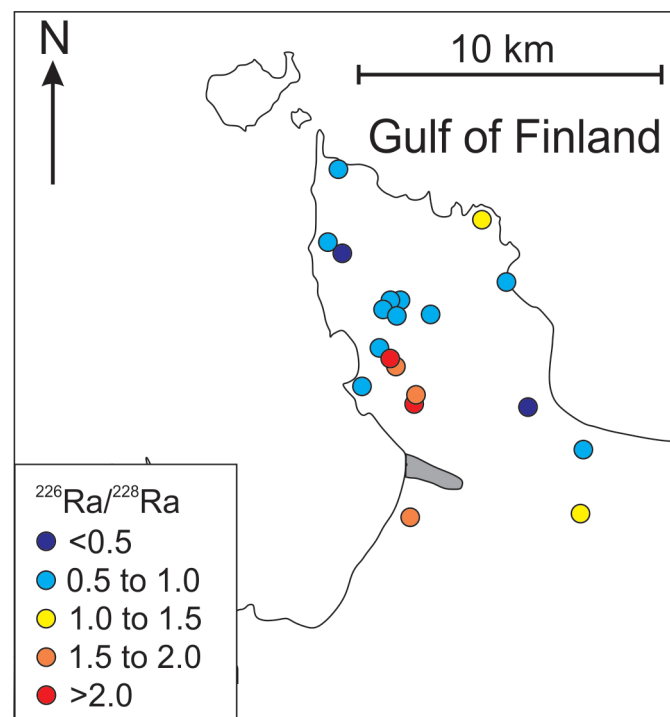 N
10 km
Gulf of Finland
²²⁶Ra/²²⁸Ra
<0.5
0.5 to 1.0
1.0 to 1.5
1.5 to 2.0
>2.0